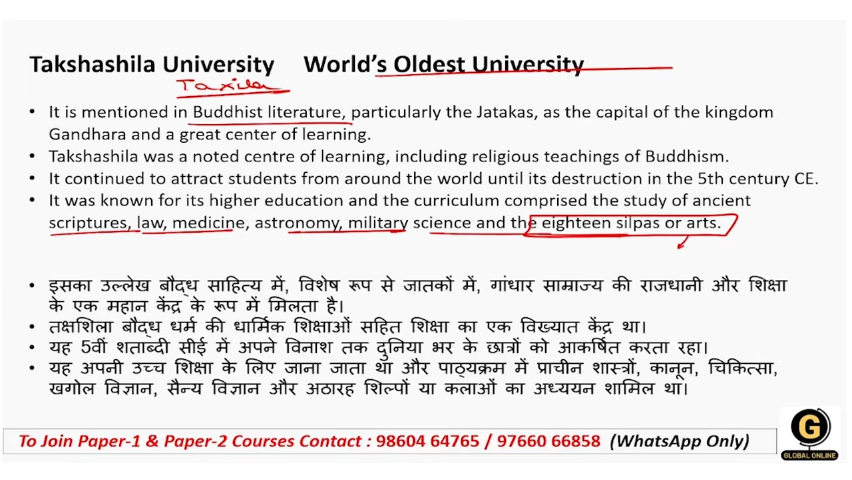 Takshashila University World's Oldest University
Taxila
• It is mentioned in Buddhist literature, particularly the Jatakas, as the capital of the kingdom
Gandhara and a great center of learning.
• Takshashila was a noted centre of learning, including religious teachings of Buddhism.
• It continued to attract students from around the world until its destruction in the 5th century CE.
• It was known for its higher education and the curriculum comprised the study of ancient
scriptures, law, medicine, astronomy, military science and the eighteen silpas or arts.
• इसका उल्लेख बौद्ध साहित्य में, विशेष रूप से जातकों में, गांधार साम्राज्य की राजधानी और शिक्षा
के एक महान केंद्र के रूप में मिलता है।
• तक्षशिला बौद्ध धर्म की धार्मिक शिक्षाओं सहित शिक्षा का एक विख्यात केंद्र था।
• यह 5वीं शताब्दी सीई में अपने विनाश तक दुनिया भर के छात्रों को आकर्षित करता रहा।
• यह अपनी उच्च शिक्षा के लिए जाना जाता था और पाठ्यक्रम में प्राचीन शास्त्रों, कानून, चिकित्सा,
खगोल विज्ञान, सैन्य विज्ञान और अठारह शिल्पों या कलाओं का अध्ययन शामिल था।
To Join Paper-1 & Paper-2 Courses Contact : 98604 64765 / 97660 66858 (WhatsApp Only)
G
GLOBAL ONLINE